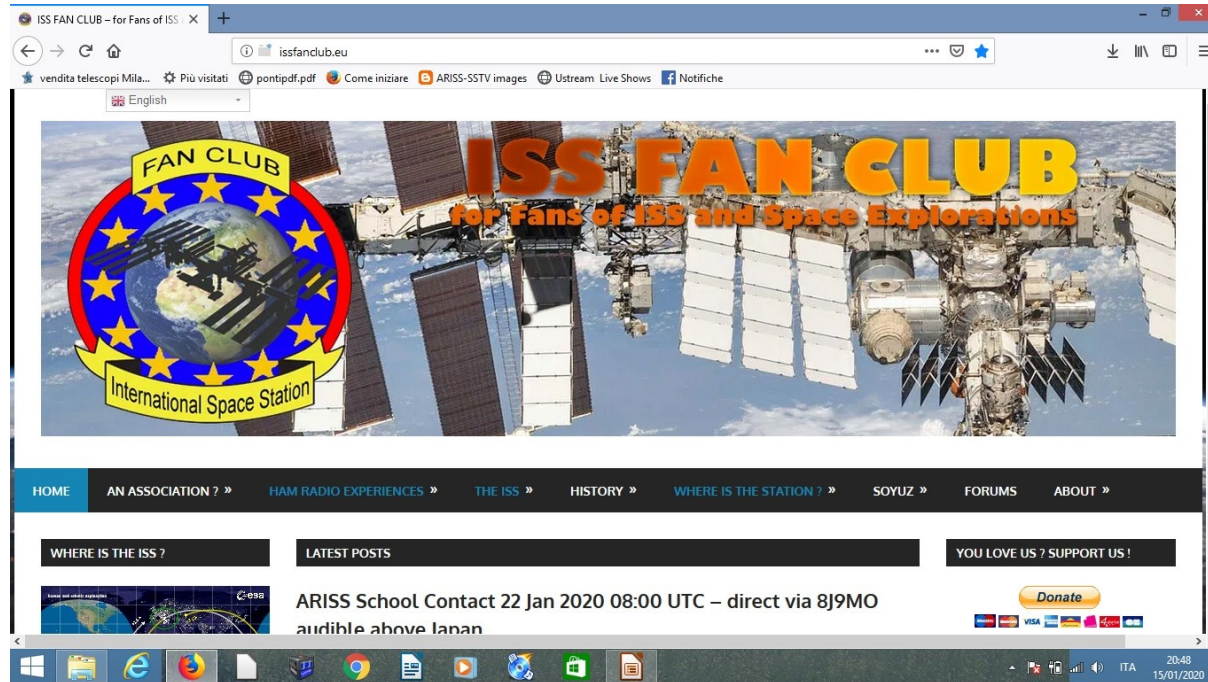 ISS FAN CLUB – for Fans of ISS
issfanclub.eu
vendita telescopi Mila... Più visitati pontipdf.pdf Come iniziare ARISS-SSTV images Ustream Live Shows Notifiche
English
FAN CLUB
International Space Station
ISS FAN CLUB
for Fans of ISS and Space Explorations
HOME AN ASSOCIATION ? » HAM RADIO EXPERIENCES » THE ISS » HISTORY » WHERE IS THE STATION ? » SOYUZ » FORUMS ABOUT »
WHERE IS THE ISS ?
esa
LATEST POSTS
ARISS School Contact 22 Jan 2020 08:00 UTC – direct via 8J9MO
audible above Japan
YOU LOVE US ? SUPPORT US !
Donate
VISA
ITA
20:48
15/01/2020